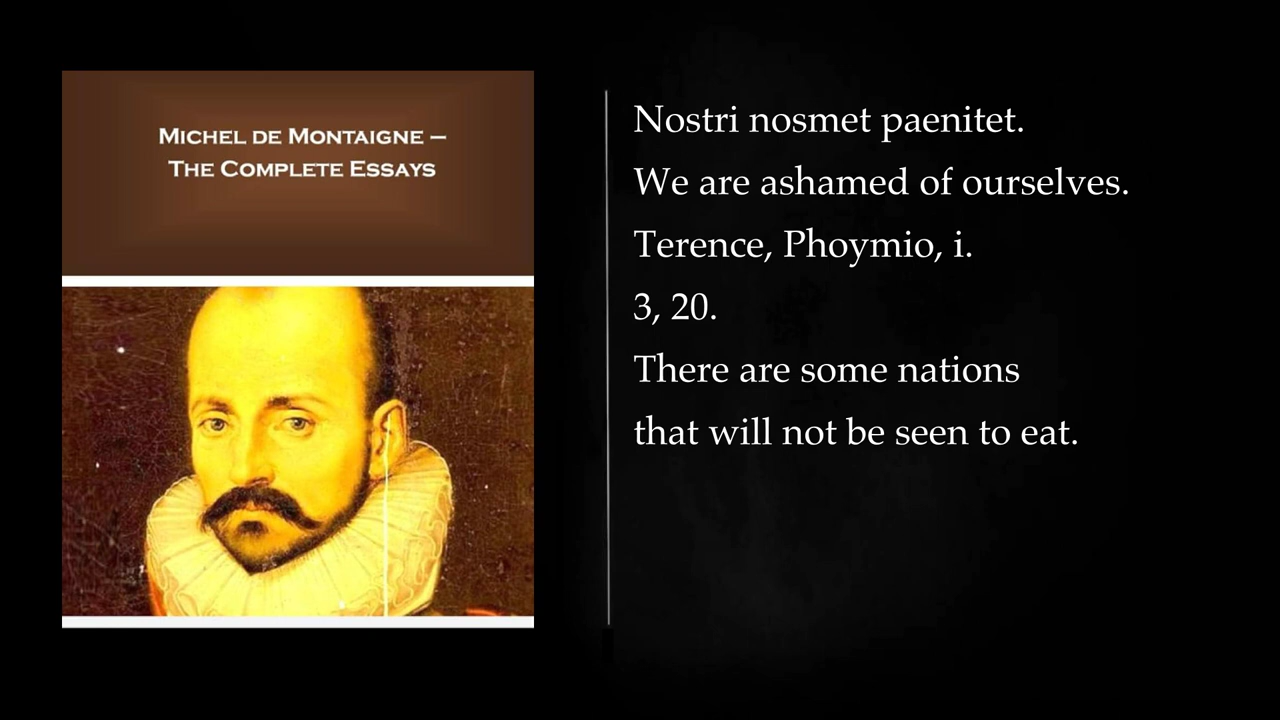 MICHEL DE MONTAIGNE –
THE COMPLETE ESSAYS
Nostri nosmet paenitet.
We are ashamed of ourselves.
Terence, Phoymio, i.
3, 20.
There are some nations
that will not be seen to eat.